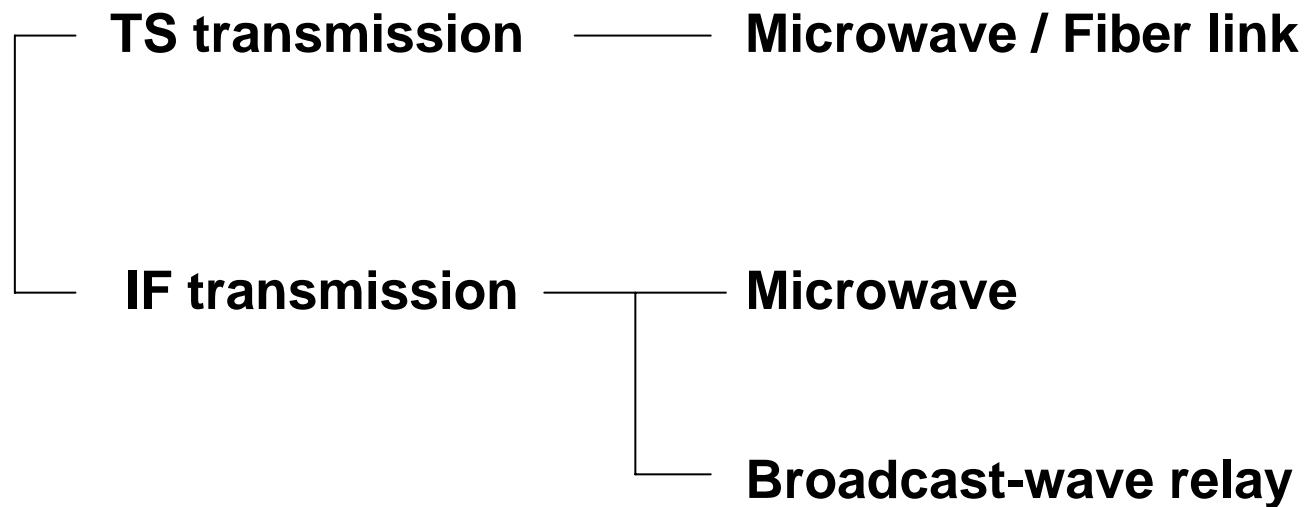 TS transmission Microwave / Fiber link
IF transmission Microwave
Broadcast-wave relay